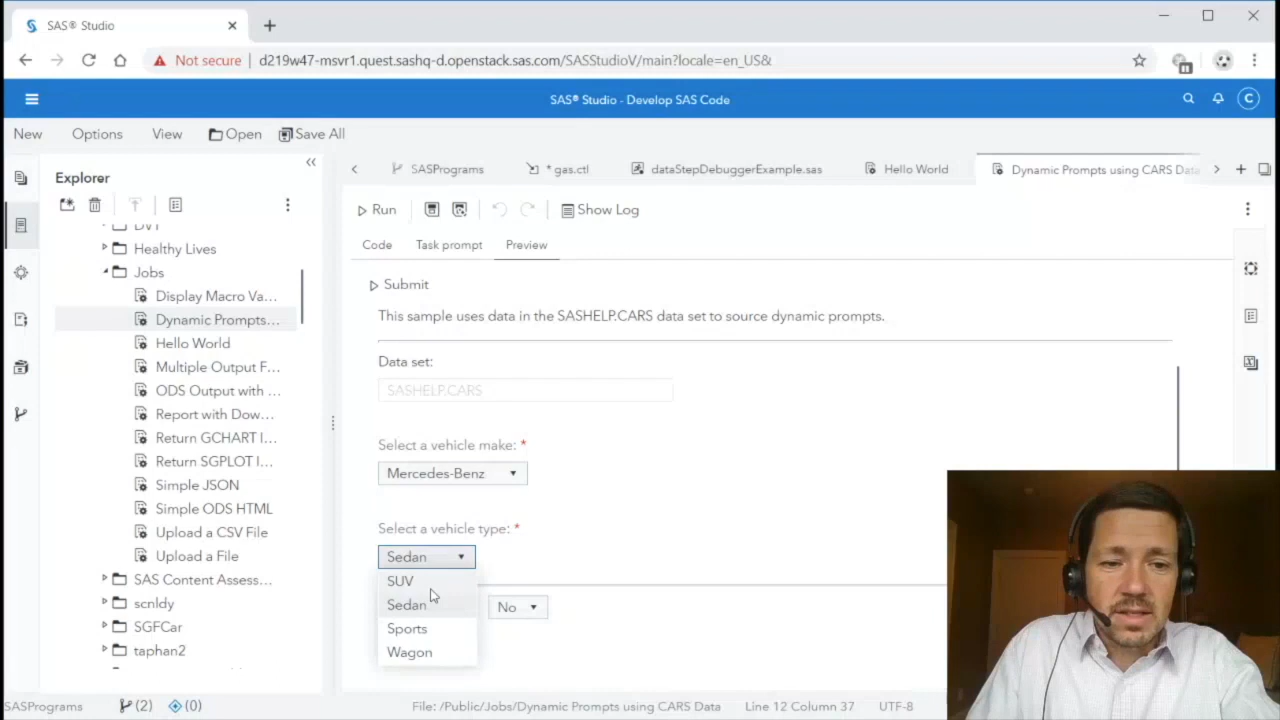 SAS® Studio
Not secure d219w47-msvr1.quest.sashq-d.openstack.sas.com/SASStudioV/main?locale=en_US&
SAS® Studio - Develop SAS Code
C
New Options View Open Save All
SASPrograms * gas.ctl dataStepDebuggerExample.sas Hello World Dynamic Prompts using CARS Data
Explorer
Run Show Log
Code Task prompt Preview
Healthy Lives
Jobs
Display Macro Va...
Dynamic Prompts...
Hello World
Multiple Output F...
ODS Output with ...
Report with Dow...
Return GCHART I...
Return SGPLOT I...
Simple JSON
Simple ODS HTML
Upload a CSV File
Upload a File
SAS Content Assess...
scnldy
SGFCar
taphan2
Submit
This sample uses data in the SASHELP.CARS data set to source dynamic prompts.
Data set:
SASHELP.CARS
Select a vehicle make: *
Mercedes-Benz
Select a vehicle type: *
Sedan
SUV
Sedan
Sports
Wagon
No
SASPrograms (2) (0) File: /Public/Jobs/Dynamic Prompts using CARS Data Line 12 Column 37 UTF-8